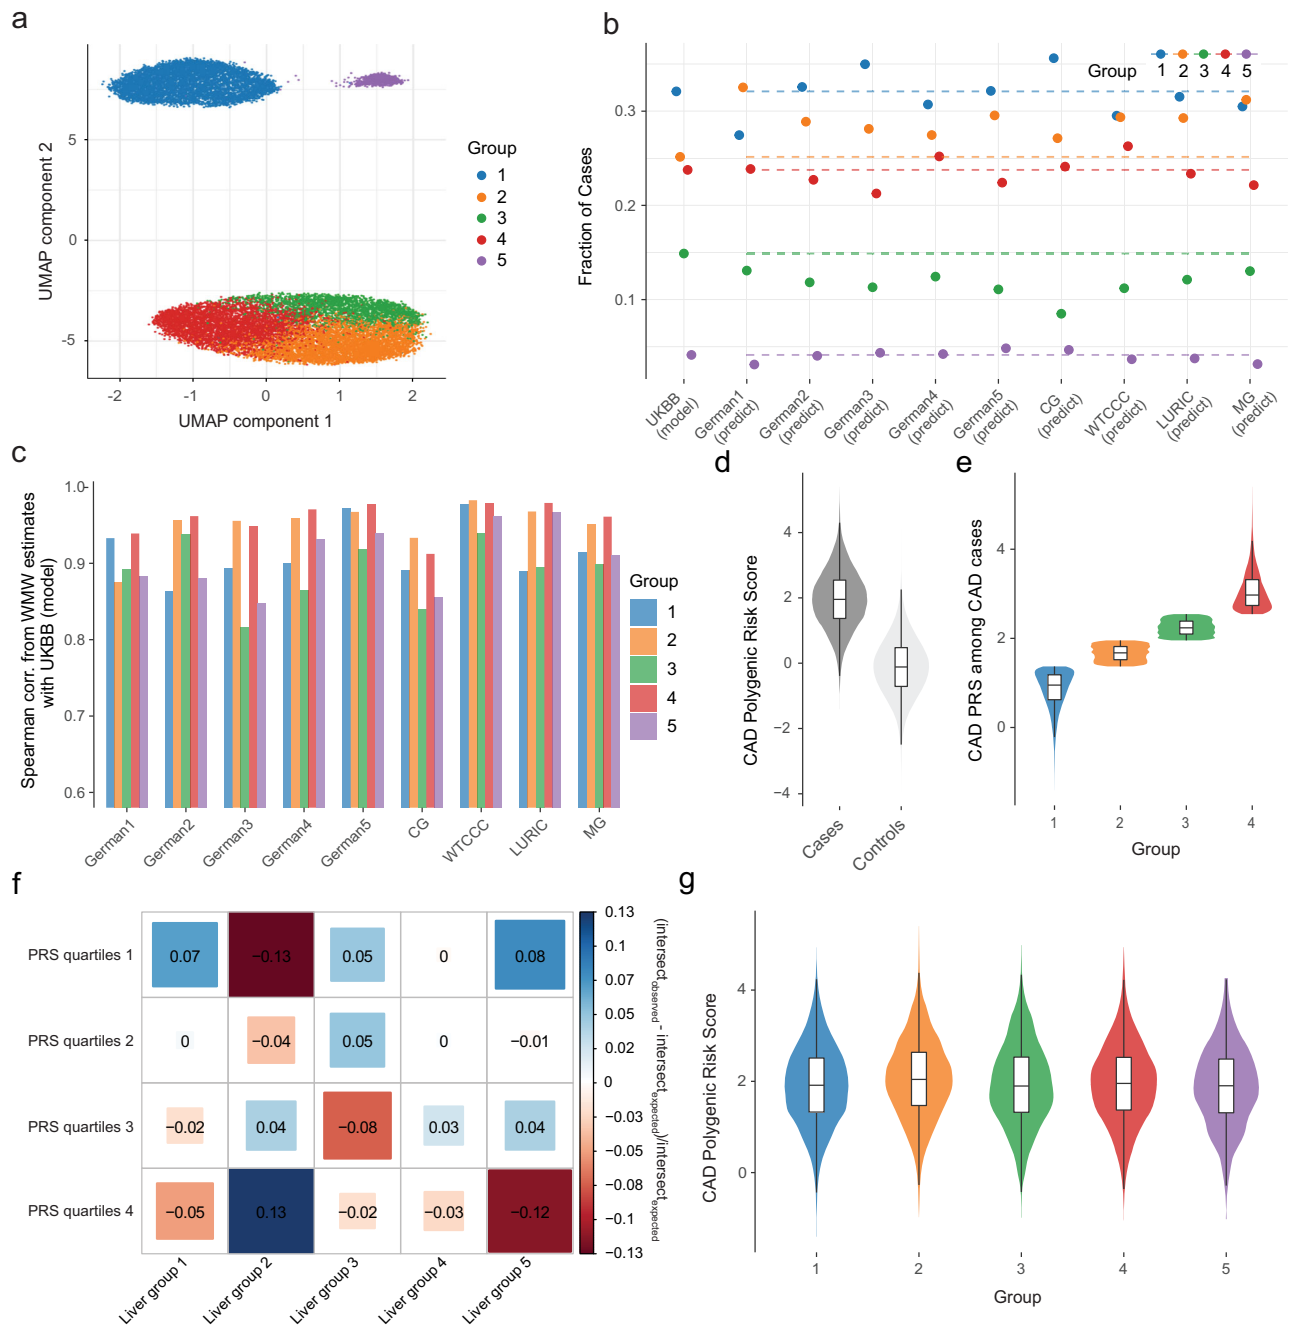 a
5
0
-5
-2
-1
0
1
2
UMAP component 2
UMAP component 1
Group
1
2
3
4
5
b
Group
1 2 3 4 5
0.3
0.2
0.1
Fraction of Cases
UKBB
(model)
German1
(predict)
German2
(predict)
German3
(predict)
German4
(predict)
German5
(predict)
CG
(predict)
WTCCC
(predict)
LURIC
(predict)
MG
(predict)
c
1.0
0.9
0.8
0.7
0.6
Spearman corr. from WMW estimates
with UKBB (model)
German1
German2
German3
German4
German5
CG
WTCCC
LURIC
MG
Group
1
2
3
4
5
d
4
2
0
−2
−4
CAD Polygenic Risk Score
Cases
Controls
e
4
2
0
CAD PRS among CAD cases
1 2 3 4
Group
f
PRS quartiles 1
0.07 −0.13 0.05 0 0.08
PRS quartiles 2
0 −0.04 0.05 0 −0.01
PRS quartiles 3
−0.02 0.04 −0.08 0.03 0.04
PRS quartiles 4
−0.05 0.13 −0.02 −0.03 −0.12
Liver group 1
Liver group 2
Liver group 3
Liver group 4
Liver group 5
0.13
0.1
0.07
0.05
0.02
0
−0.03
−0.05
−0.08
−0.1
−0.13
(intersect observed - intersect expected)/intersect expected
g
4
2
0
CAD Polygenic Risk Score
1 2 3 4 5
Group